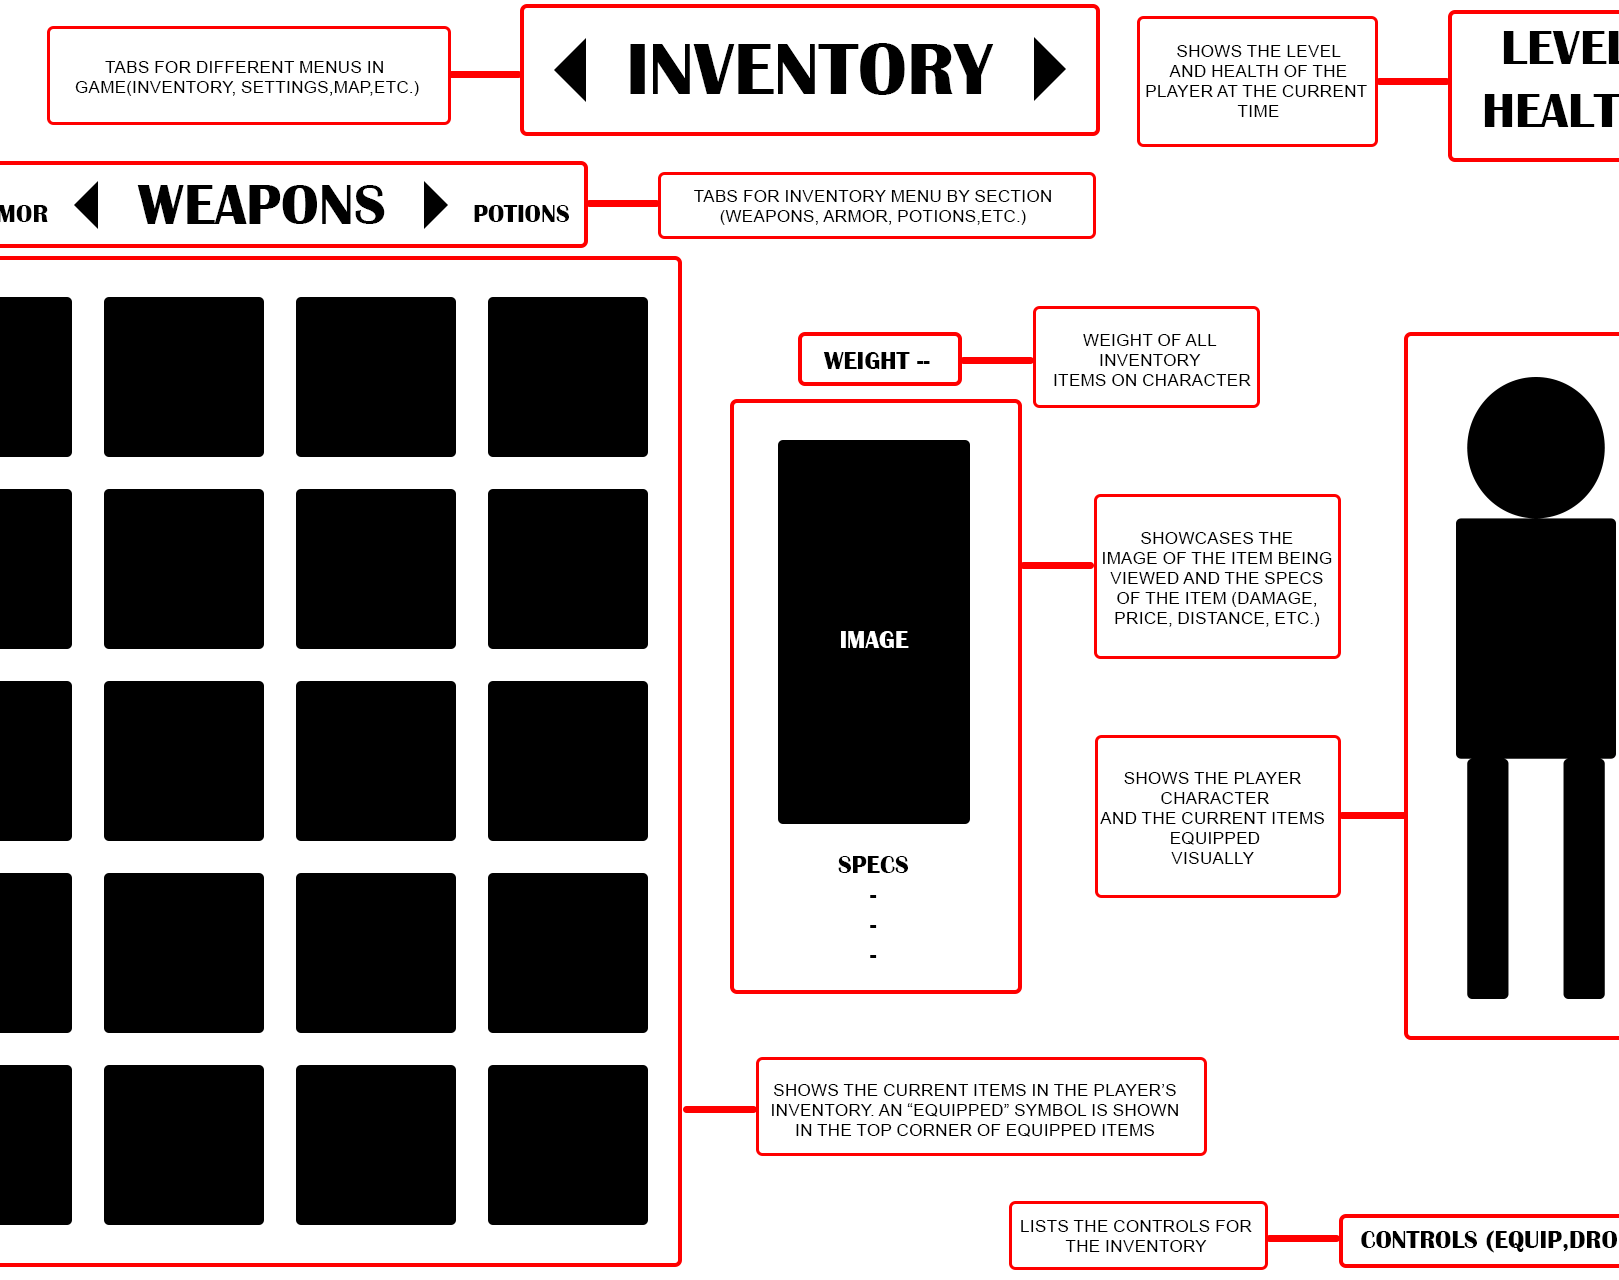 TABS FOR DIFFERENT MENUS IN
GAME(INVENTORY, SETTINGS,MAP,ETC.)
INVENTORY
SHOWS THE LEVEL
AND HEALTH OF THE
PLAYER AT THE CURRENT
TIME
LEVEL
HEALT
MOR
WEAPONS
POTIONS
TABS FOR INVENTORY MENU BY SECTION
(WEAPONS, ARMOR, POTIONS,ETC.)
WEIGHT --
WEIGHT OF ALL
INVENTORY
ITEMS ON CHARACTER
IMAGE
SPECS
-
-
-
SHOWCASES THE
IMAGE OF THE ITEM BEING
VIEWED AND THE SPECS
OF THE ITEM (DAMAGE,
PRICE, DISTANCE, ETC.)
SHOWS THE PLAYER
CHARACTER
AND THE CURRENT ITEMS
EQUIPPED
VISUALLY
SHOWS THE CURRENT ITEMS IN THE PLAYER’S
INVENTORY. AN “EQUIPPED” SYMBOL IS SHOWN
IN THE TOP CORNER OF EQUIPPED ITEMS
LISTS THE CONTROLS FOR
THE INVENTORY
CONTROLS (EQUIP,DRO